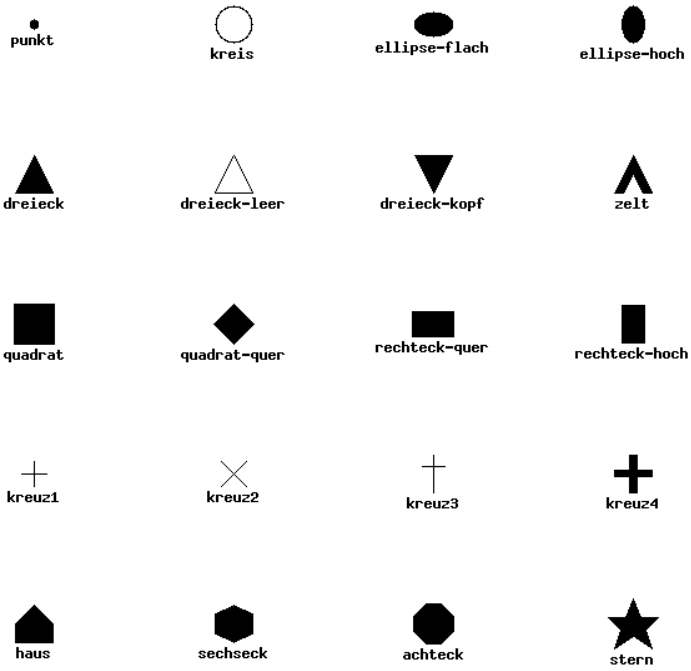 punkt
kreis
ellipse-flach
ellipse-hoch
dreieck
dreieck-leer
dreieck-kopf
zelt
quadrat
quadrat-quer
rechteck-quer
rechteck-hoch
kreuz1
kreuz2
kreuz3
kreuz4
haus
sechseck
achteck
stern